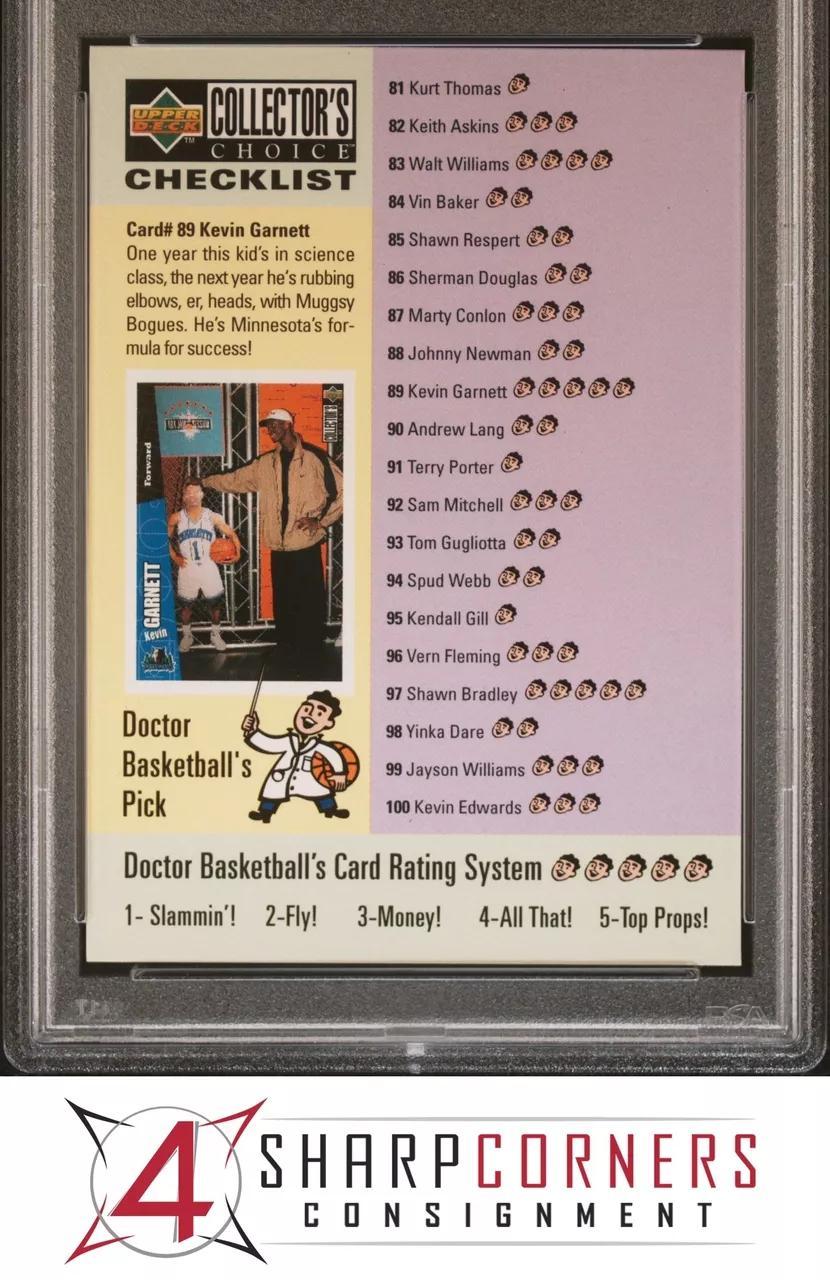 UPPER
DECK
TM
COLLECTOR'S
CHOICE
CHECKLIST
Card# 89 Kevin Garnett
One year this kid's in science
class, the next year he's rubbing
elbows, er, heads, with Muggsy
Bogues. He's Minnesota's for-
mula for success!
Forward
Kevin
GARNETT
1
Doctor
Basketball's
Pick
81 Kurt Thomas
82 Keith Askins
83 Walt Williams
84 Vin Baker
85 Shawn Respert
86 Sherman Douglas
87 Marty Conlon
88 Johnny Newman
89 Kevin Garnett
90 Andrew Lang
91 Terry Porter
92 Sam Mitchell
93 Tom Gugliotta
94 Spud Webb
95 Kendall Gill
96 Vern Fleming
97 Shawn Bradley
98 Yinka Dare
99 Jayson Williams
100 Kevin Edwards
Doctor Basketball's Card Rating System
1- Slammin'! 2-Fly! 3-Money! 4-All That! 5-Top Props!
PSA
4
SHARPCORNERS
CONSIGNMENT